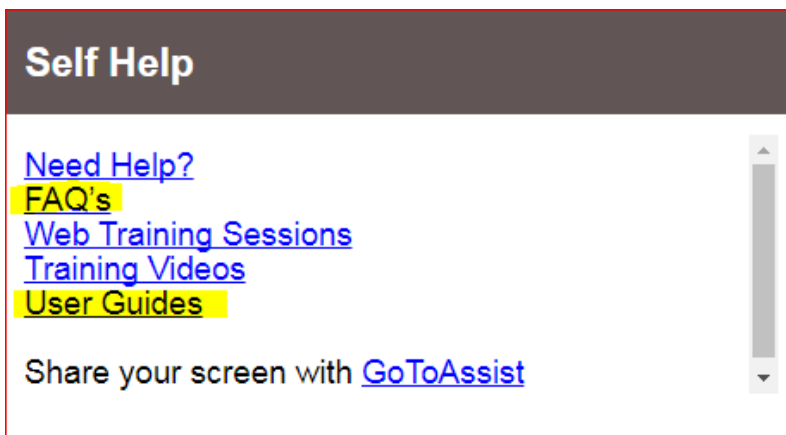 Self Help
Need Help?
FAQ's
Web Training Sessions
Training Videos
User Guides
Share your screen with GoToAssist